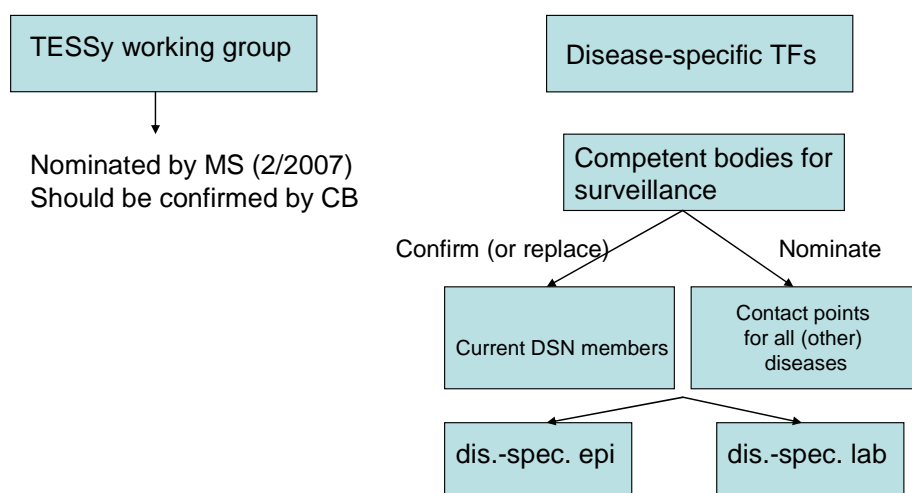 TESSy working group
Disease-specific TFs
Nominated by MS (2/2007)
Should be confirmed by CB
Competent bodies for
surveillance
Confirm (or replace)
Nominate
Current DSN members
Contact points
for all (other)
diseases
dis.-spec. epi
dis.-spec. lab